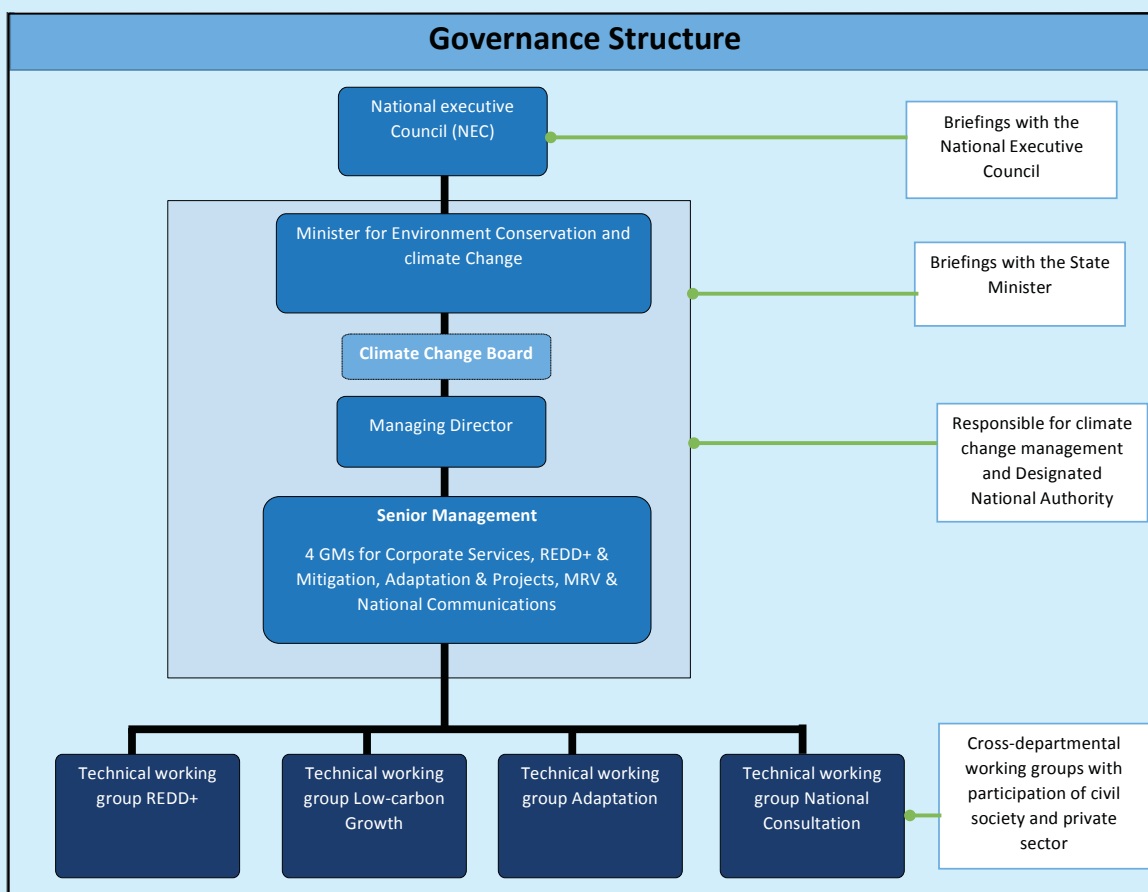 Governance Structure
National executive
Council (NEC)
Briefings with the
National Executive
Council
Minister for Environment Conservation and
climate Change
Briefings with the State
Minister
Climate Change Board
Managing Director
Responsible for climate
change management
and Designated
National Authority
Senior Management
4 GMs for Corporate Services, REDD+ &
Mitigation, Adaptation & Projects, MRV &
National Communications
Technical working
group REDD+
Technical working
group Low-carbon
Growth
Technical working
group Adaptation
Technical working
group National
Consultation
Cross-departmental
working groups with
participation of civil
society and private
sector